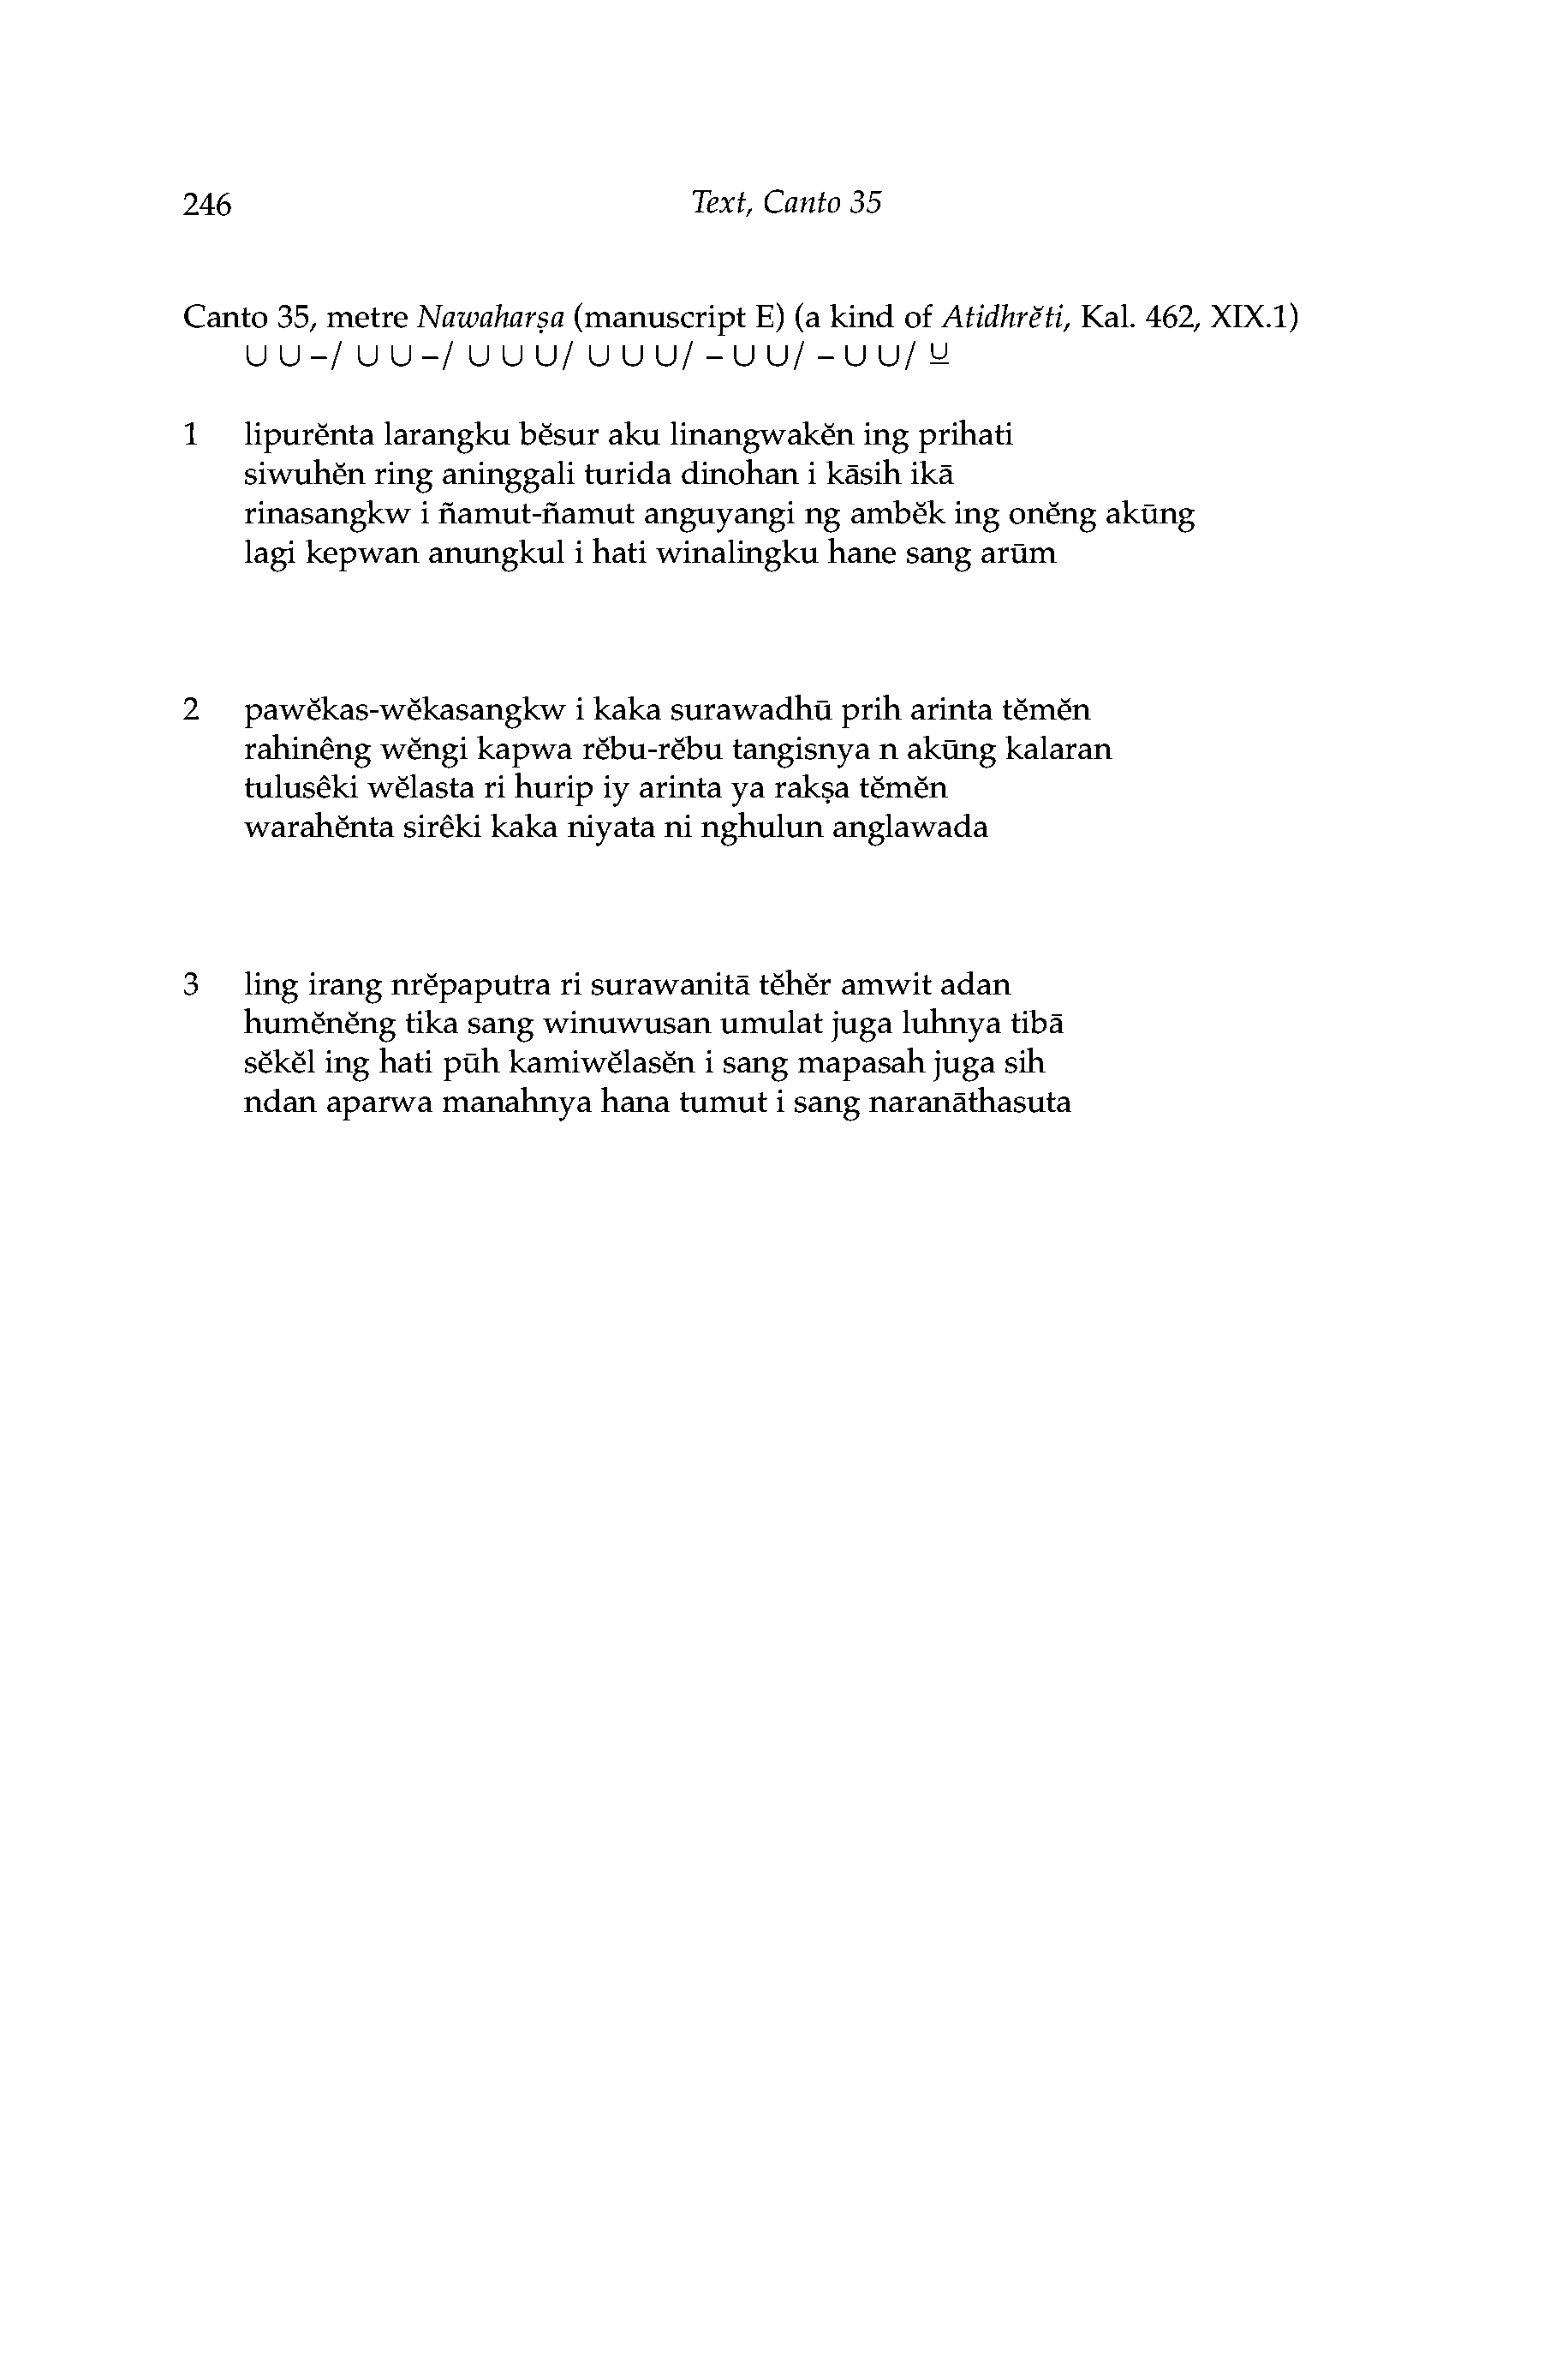 246 Text, Canto 35
Canto 35, metre Nawaharṣa (manuscript E) (a kind of Atidhrĕti, Kal. 462, XIX.1)
∪ ∪ –/ ∪ ∪ –/ ∪ ∪ ∪/ ∪ ∪ ∪/ – ∪ ∪/ – ∪ ∪/ ∪̲
1 lipurĕnta larangku bĕsur aku linangwakĕn ing prihati
siwuhĕn ring aninggali turida dinohan i kāsih ikā
rinasangkw i ñamut-ñamut anguyangi ng ambĕk ing onĕng akūng
lagi kepwan anungkul i hati winalingku hane sang arūm
2 pawĕkas-wĕkasangkw i kaka surawadhū prih arinta tĕmĕn
rahinêng wĕngi kapwa rĕbu-rĕbu tangisnya n akūng kalaran
tulusêki wĕlasta ri hurip iy arinta ya rakṣa tĕmĕn
warahĕnta sirêki kaka niyata ni nghulun anglawada
3 ling irang nrĕpaputra ri surawanitā tĕhĕr amwit adan
humĕnĕng tika sang winuwusan umulat juga luhnya tibā
sĕkĕl ing hati pūh kamiwĕlasĕn i sang mapasah juga sih
ndan aparwa manahnya hana tumut i sang naranāthasuta